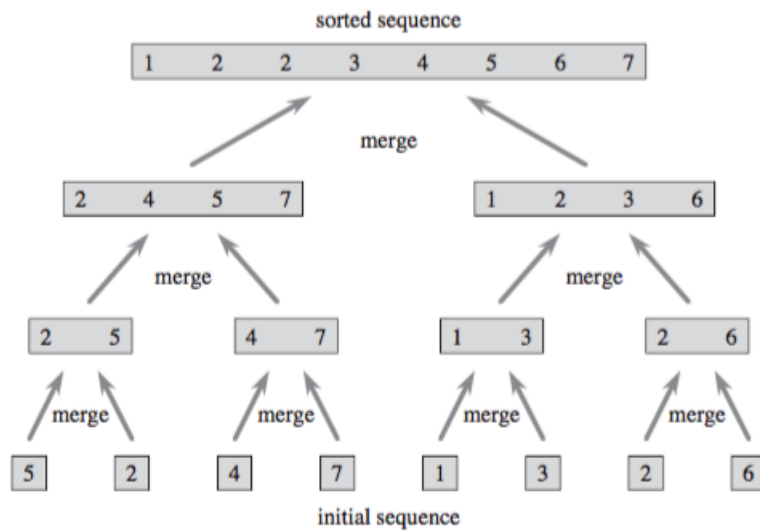 sorted sequence
1 2 2 3 4 5 6 7
merge
2 4 5 7 1 2 3 6
merge merge
2 5 4 7 1 3 2 6
merge merge merge merge
5 2 4 7 1 3 2 6
initial sequence